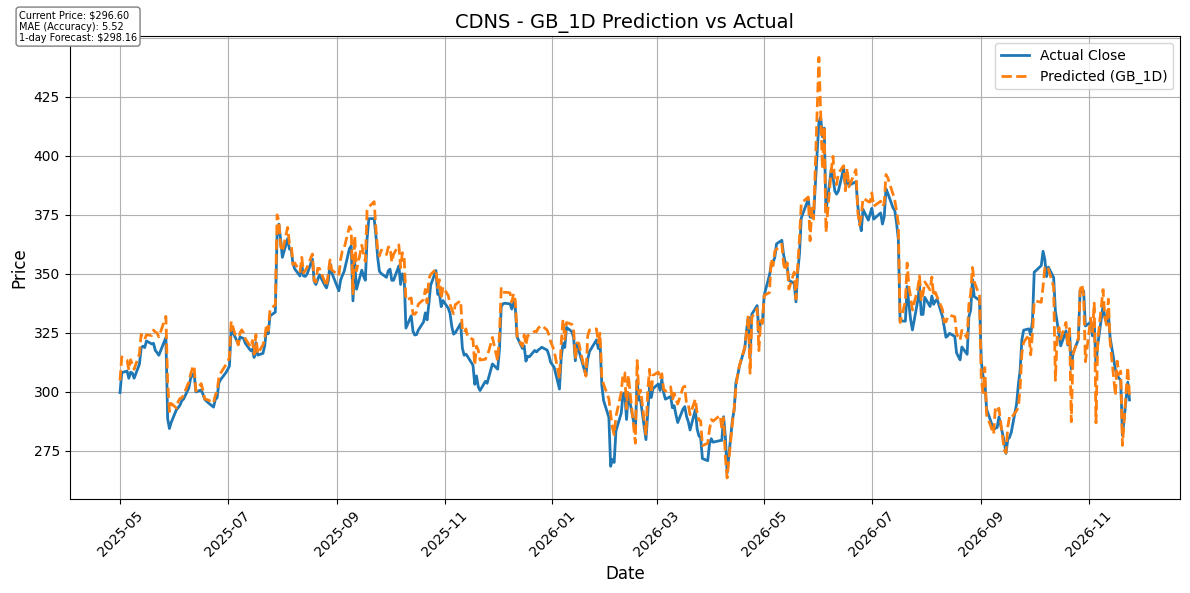 CDNS - GB_1D Prediction vs Actual
Current Price: $296.60
MAE (Accuracy): 5.52
1-day Forecast: $298.16
Actual Close
Predicted (GB_1D)
Price
425
400
375
350
325
300
275
2025-05
2025-07
2025-09
2025-11
2026-01
2026-03
2026-05
2026-07
2026-09
2026-11
Date